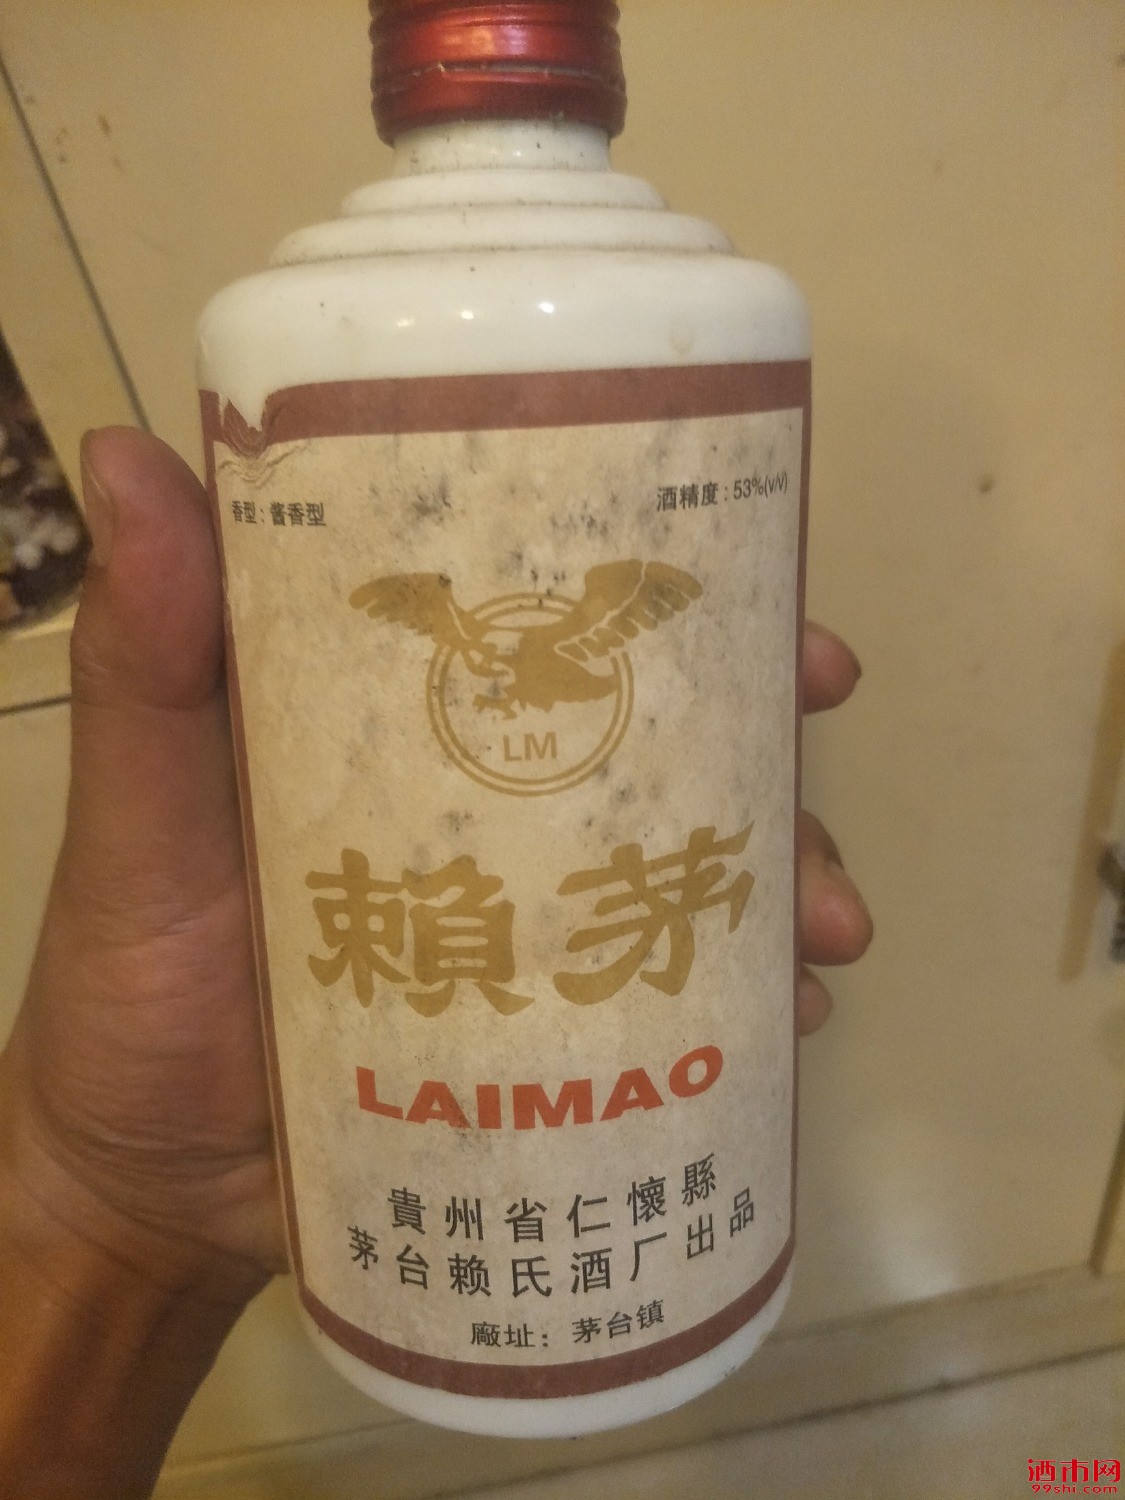 香型：酱香型
酒精度：53%(v/v)
LM
賴茅
LAIMAO
貴州省仁懷縣
茅台赖氏酒厂出品
廠址：茅台镇
酒市网
99shi.com